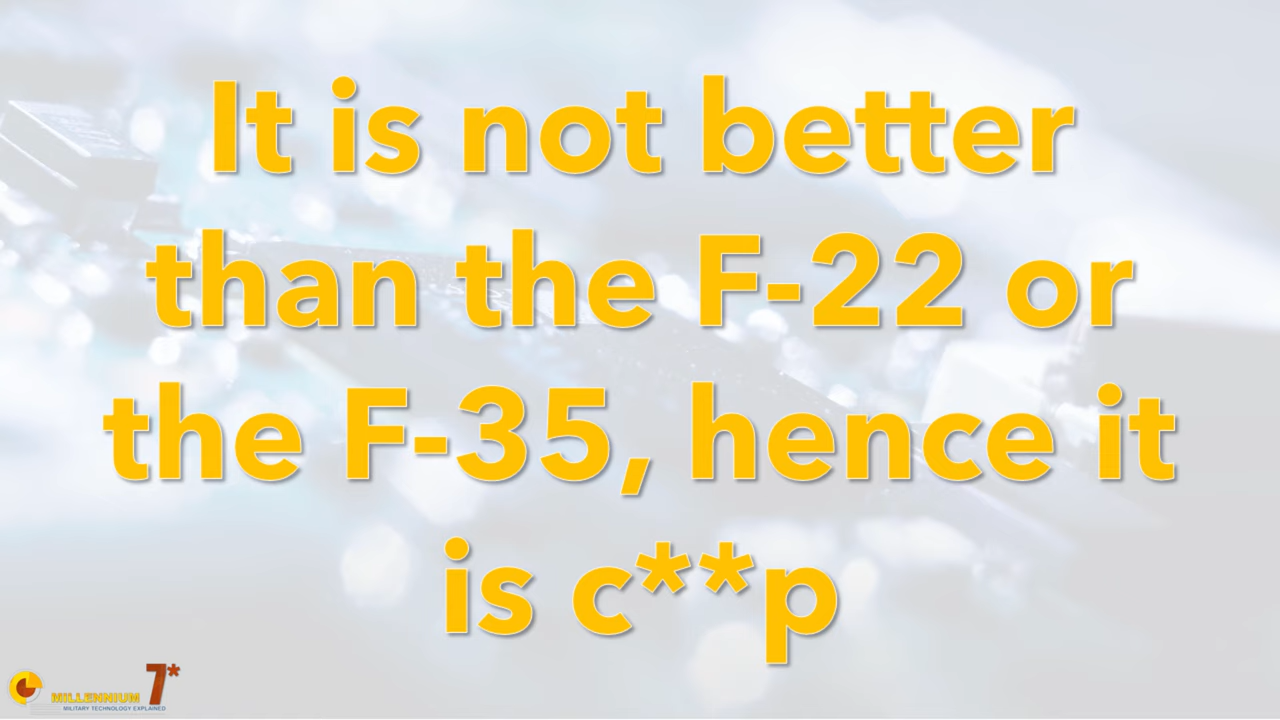 It is not better
than the F-22 or
the F-35, hence it
is c**p
MILLENNIUM 7*
MILITARY TECHNOLOGY EXPLAINED